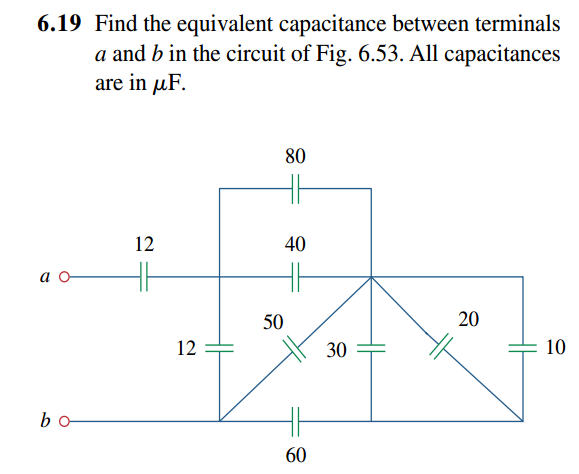 6.19 Find the equivalent capacitance between terminals
a and b in the circuit of Fig. 6.53. All capacitances
are in μF.
80
12
40
a
50
20
12
30
10
b
60